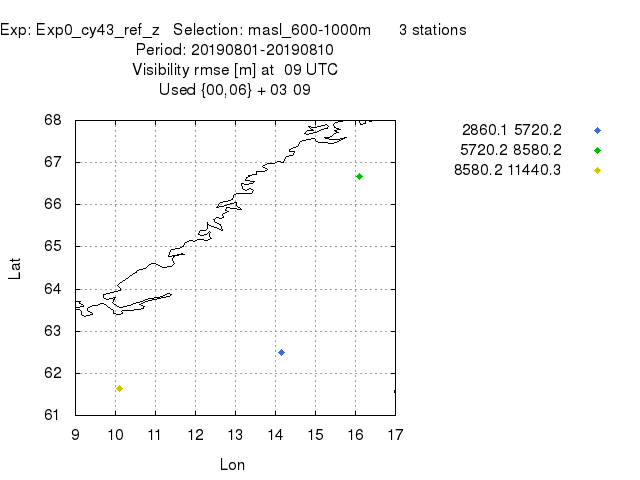 Exp: Exp0_cy43_ref_z Selection: masl_600-1000m 3 stations
Period: 20190801-20190810
Visibility rmse [m] at 09 UTC
Used {00,06} + 03 09
2860.1 5720.2
5720.2 8580.2
8580.2 11440.3
68
67
66
65
64
63
62
61
Lat
9 10 11 12 13 14 15 16 17
Lon